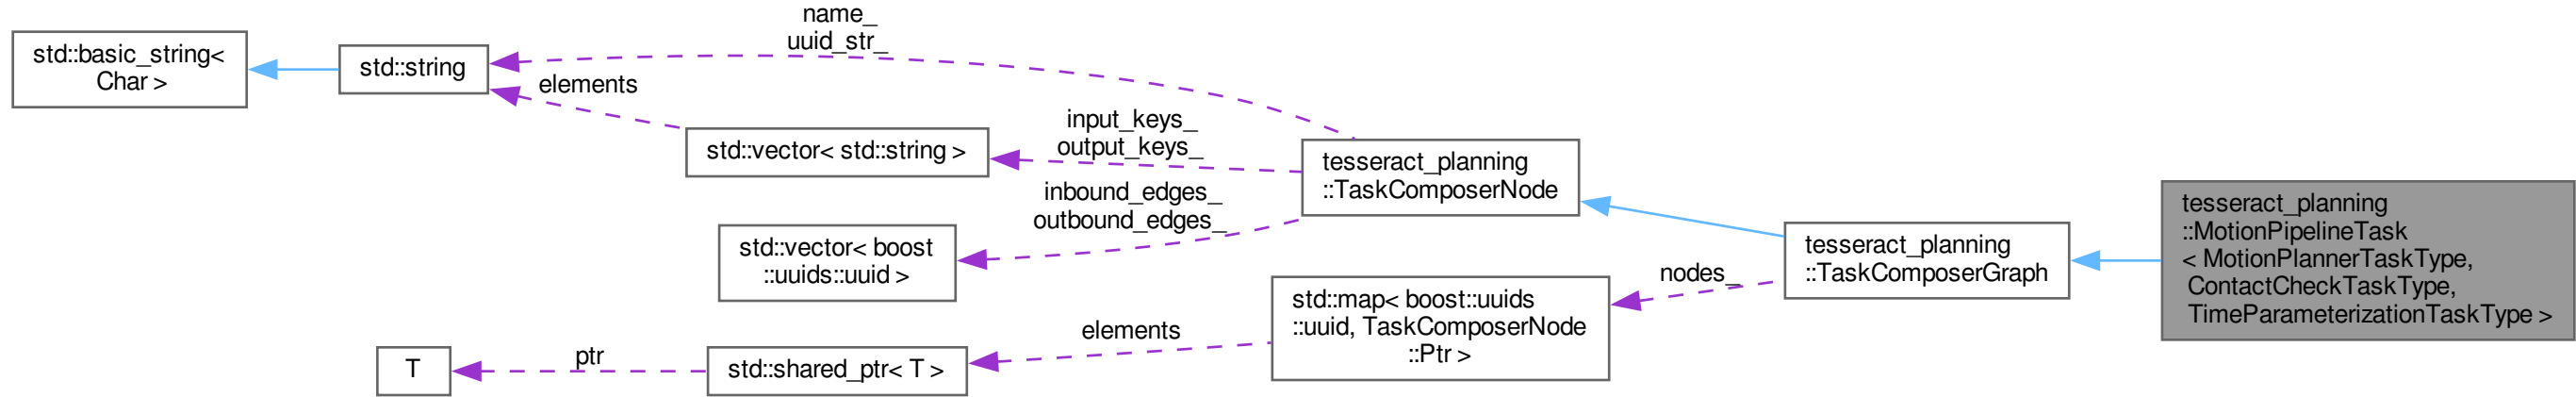 std::basic_string<
Char >
std::string
name_
uuid_str_
elements
std::vector< std::string >
input_keys_
output_keys_
inbound_edges_
outbound_edges_
std::vector< boost
::uuids::uuid >
tesseract_planning
::TaskComposerNode
T
ptr
std::shared_ptr< T >
elements
std::map< boost::uuids
::uuid, TaskComposerNode
::Ptr >
nodes_
tesseract_planning
::TaskComposerGraph
tesseract_planning
::MotionPipelineTask
< MotionPlannerTaskType,
ContactCheckTaskType,
TimeParameterizationTaskType >